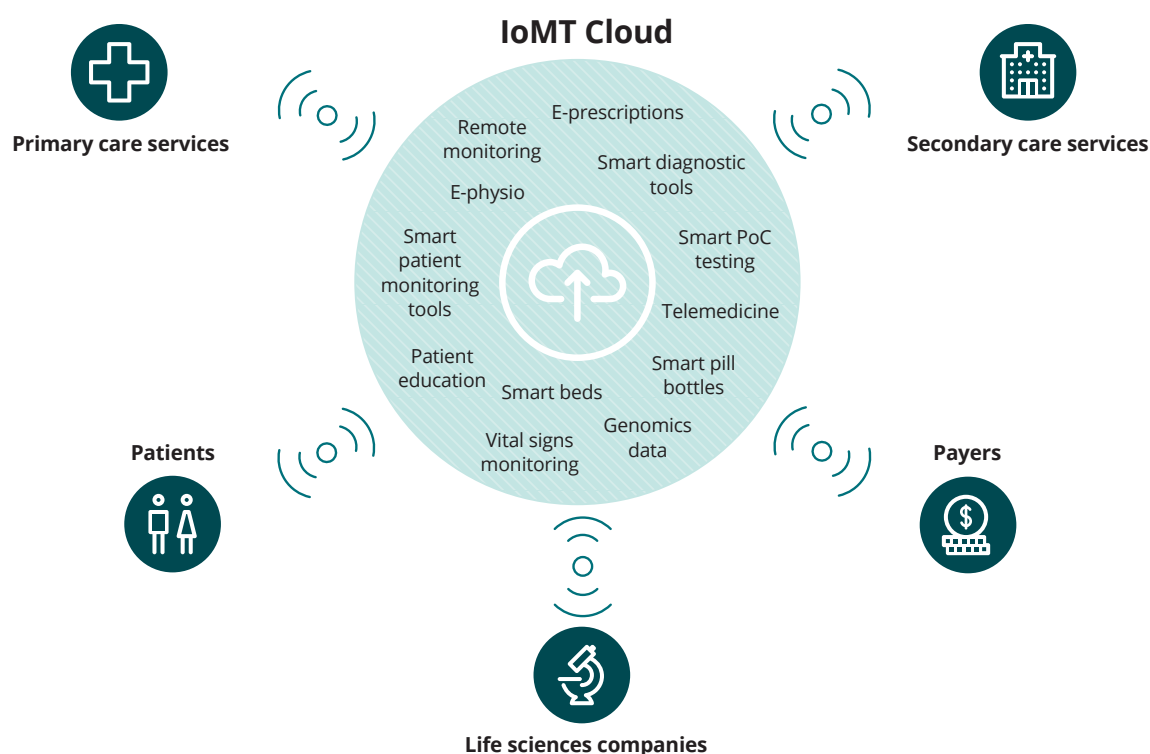 IoMT Cloud
Primary care services
Secondary care services
E-prescriptions
Remote
monitoring
Smart diagnostic
tools
E-physio
Smart
patient
monitoring
tools
Smart PoC
testing
Telemedicine
Patient
education
Smart pill
bottles
Smart beds
Genomics
data
Vital signs
monitoring
Patients
Payers
$
Life sciences companies